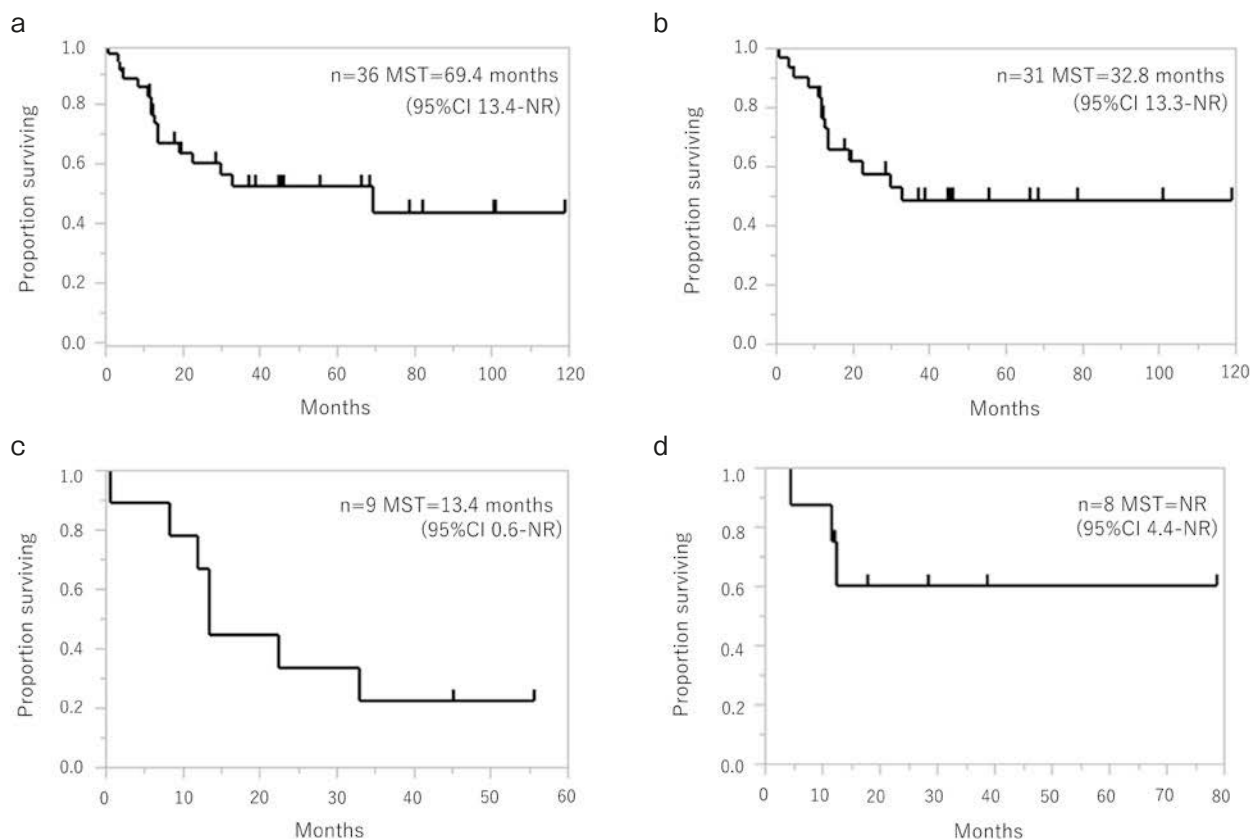 a
n=36 MST=69.4 months
(95%CI 13.4-NR)
Proportion surviving
1.0
0.8
0.6
0.4
0.2
0.0
0 20 40 60 80 100 120
Months
b
n=31 MST=32.8 months
(95%CI 13.3-NR)
Proportion surviving
1.0
0.8
0.6
0.4
0.2
0.0
0 20 40 60 80 100 120
Months
c
n=9 MST=13.4 months
(95%CI 0.6-NR)
Proportion surviving
1.0
0.8
0.6
0.4
0.2
0.0
0 10 20 30 40 50 60
Months
d
n=8 MST=NR
(95%CI 4.4-NR)
Proportion surviving
1.0
0.8
0.6
0.4
0.2
0.0
0 10 20 30 40 50 60 70 80
Months